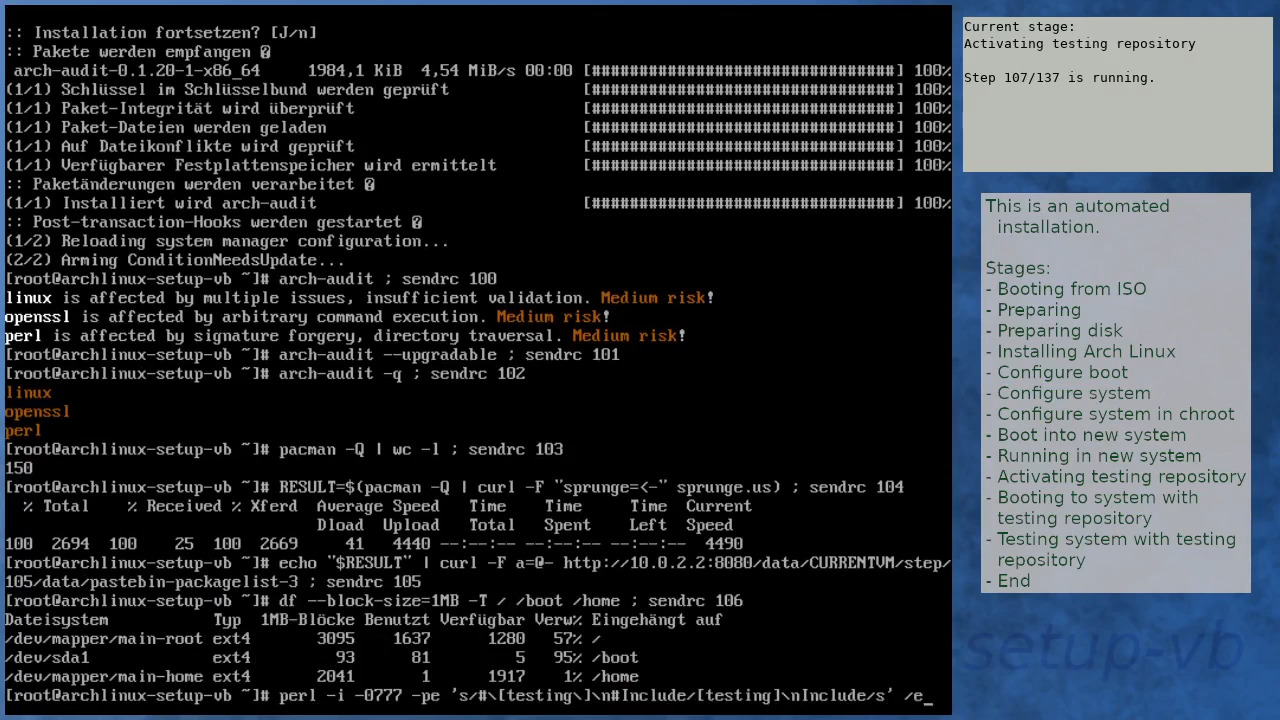 :: Installation fortsetzen? [J/n]
:: Pakete werden empfangen �
arch-audit-0.1.20-1-x86_64     1984,1 KiB  4,54 MiB/s 00:00 [################################] 100%
(1/1) Schlüssel im Schlüsselbund werden geprüft              [################################] 100%
(1/1) Paket-Integrität wird überprüft                        [################################] 100%
(1/1) Paket-Dateien werden geladen                           [################################] 100%
(1/1) Auf Dateikonflikte wird geprüft                        [################################] 100%
(1/1) Verfügbarer Festplattenspeicher wird ermittelt         [################################] 100%
:: Paketänderungen werden verarbeitet �
(1/1) Installiert wird arch-audit                            [################################] 100%
:: Post-transaction-Hooks werden gestartet �
(1/2) Reloading system manager configuration...
(2/2) Arming ConditionNeedsUpdate...
[root@archlinux-setup-vb ~]# arch-audit ; sendrc 100
linux is affected by multiple issues, insufficient validation. Medium risk!
openssl is affected by arbitrary command execution. Medium risk!
perl is affected by signature forgery, directory traversal. Medium risk!
[root@archlinux-setup-vb ~]# arch-audit --upgradable ; sendrc 101
[root@archlinux-setup-vb ~]# arch-audit -q ; sendrc 102
linux
openssl
perl
[root@archlinux-setup-vb ~]# pacman -Q | wc -l ; sendrc 103
150
[root@archlinux-setup-vb ~]# RESULT=$(pacman -Q | curl -F "sprunge=<-" sprunge.us) ; sendrc 104
% Total    % Received % Xferd  Average Speed   Time    Time     Time  Current
Dload  Upload   Total   Spent    Left  Speed
100  2694  100    25  100  2669     41   4440 --:--:-- --:--:-- --:--:--  4490
[root@archlinux-setup-vb ~]# echo "$RESULT" | curl -F a=@- http://10.0.2.2:8080/data/CURRENTVM/step/
105/data/pastebin-packagelist-3 ; sendrc 105
[root@archlinux-setup-vb ~]# df --block-size=1MB -T / /boot /home ; sendrc 106
Dateisystem           Typ  1MB-Blöcke Benutzt Verfügbar Verw% Eingehängt auf
/dev/mapper/main-root ext4       3095    1637      1280   57% /
/dev/sda1             ext4         93      81         5   95% /boot
/dev/mapper/main-home ext4       2041       1      1917    1% /home
[root@archlinux-setup-vb ~]# perl -i -0777 -pe 's/#\[testing\]\n#Include/[testing]\nInclude/s' /e_
Current stage:
Activating testing repository
Step 107/137 is running.
This is an automated
installation.
Stages:
- Booting from ISO
- Preparing
- Preparing disk
- Installing Arch Linux
- Configure boot
- Configure system
- Configure system in chroot
- Boot into new system
- Running in new system
- Activating testing repository
- Booting to system with
testing repository
- Testing system with testing
repository
- End
setup-vb